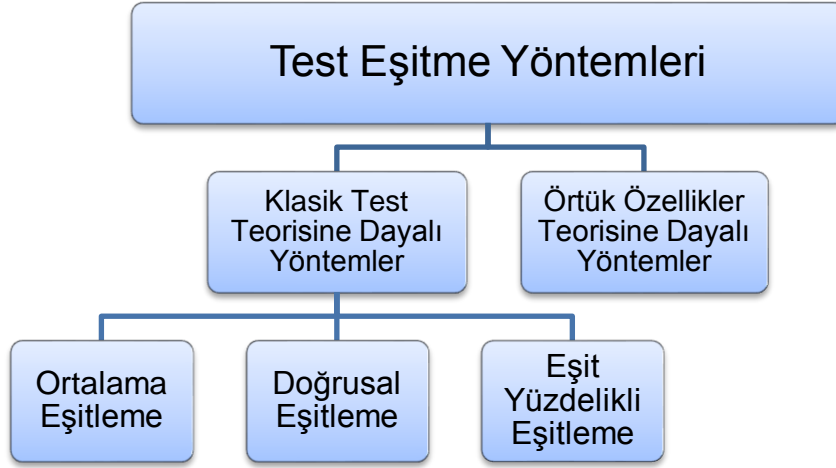 Test Eşitme Yöntemleri
Klasik Test
Teorisine Dayalı
Yöntemler
Örtük Özellikler
Teorisine Dayalı
Yöntemler
Ortalama
Eşitleme
Doğrusal
Eşitleme
Eşit
Yüzdelikli
Eşitleme